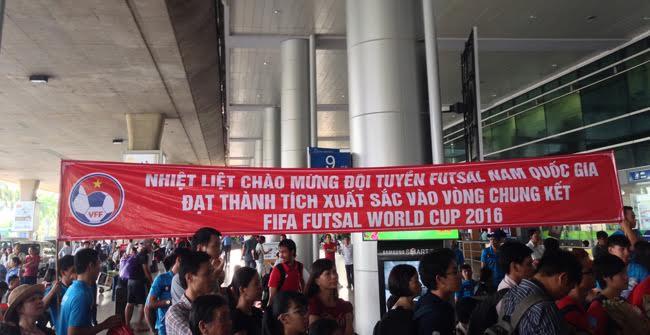 9
NHIỆT LIỆT CHÀO MỪNG ĐỘI TUYỂN FUTSAL NAM QUỐC GIA
ĐẠT THÀNH TÍCH XUẤT SẮC VÀO VÒNG CHUNG KẾT
FIFA FUTSAL WORLD CUP 2016
VFF